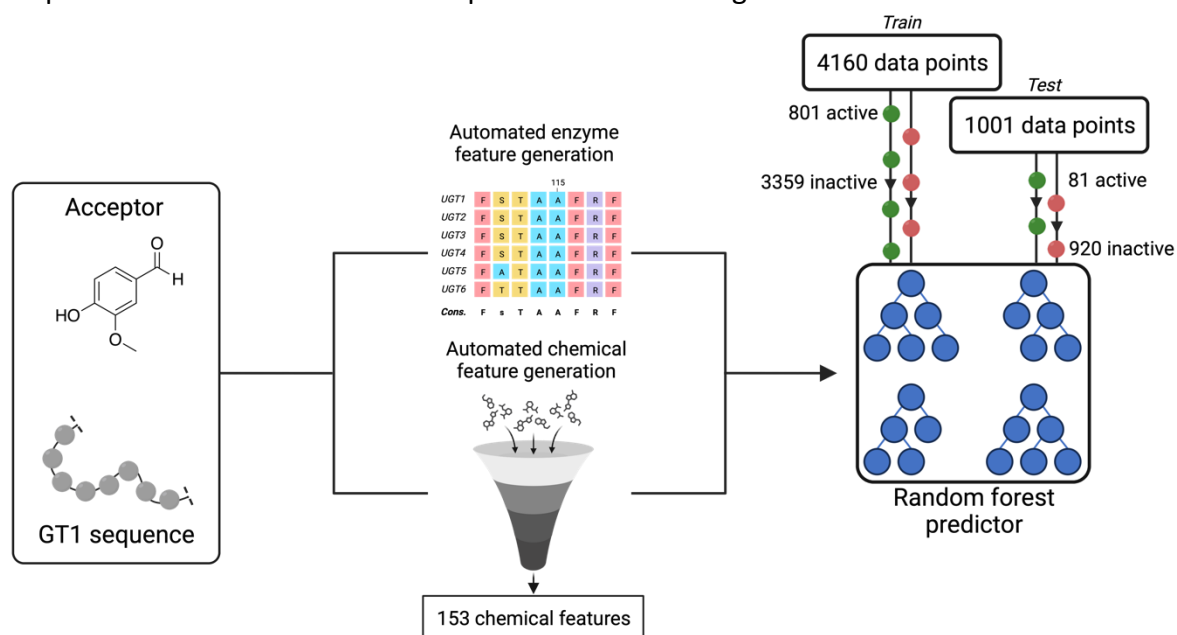 Train
4160 data points
Test
1001 data points
801 active
3359 inactive
81 active
920 inactive
Automated enzyme
feature generation
115
UGT1 F S T A A F R F
UGT2 F S T A A F R F
UGT3 F S T A A F R F
UGT4 F S T A A F R F
UGT5 F A T A A F R F
UGT6 F T T A A F R F
Cons. F s T A A F R F
Acceptor
O
H
HO
O
GT1 sequence
Automated chemical
feature generation
153 chemical features
Random forest
predictor